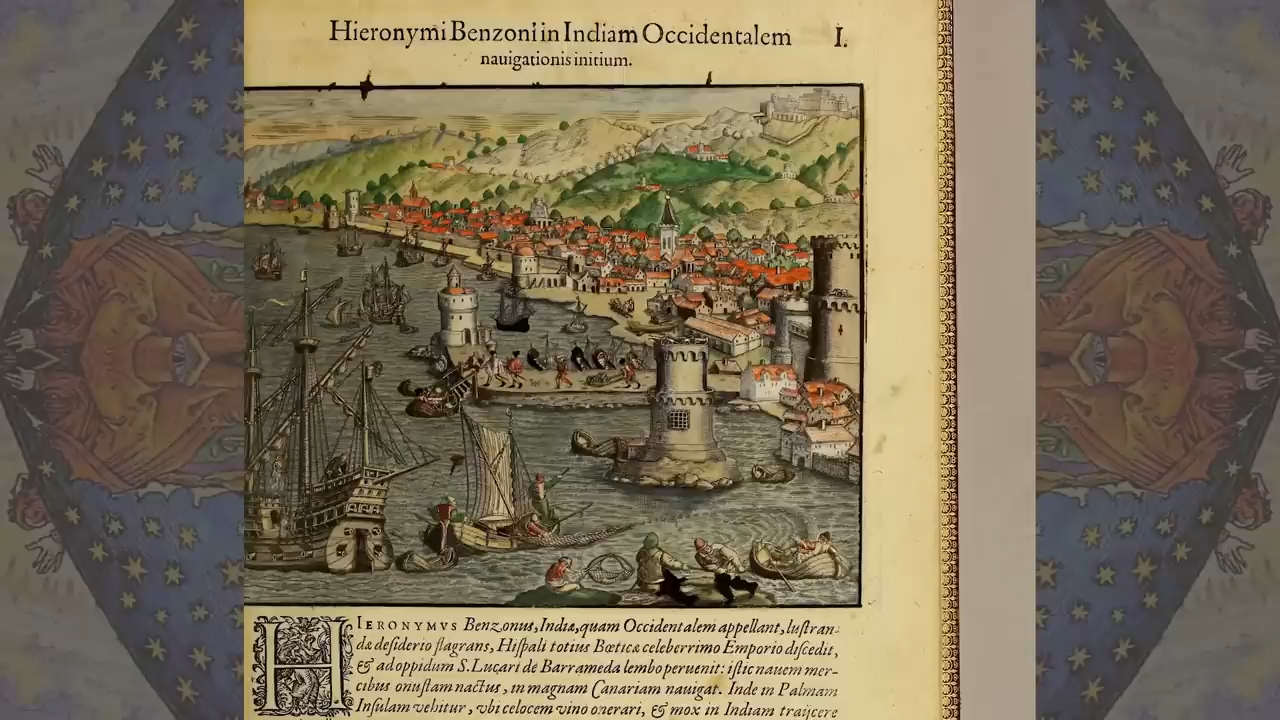 Hieronymi Benzoni in Indiam Occidentalem I.
nauigationis initium.
HIERONYMVS Benzonus, Indiæ, quam Occidentalem appellant, lustran-
dæ desiderio flagrans, Hispali totius Bœticæ celeberrimo Emporio discedit,
& ad oppidum S. Lucari de Barrameda lembo peruenit: istic nauem mer-
cibus onustam nactus, in magnam Canariam nauigat. Inde in Palmam
Insulam vehitur, vbi celocem vino onerari, & mox in Indiam traijcere